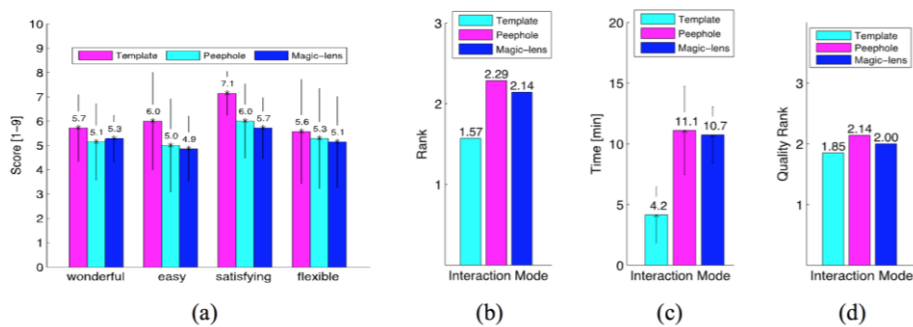 Template Peephole Magic-lens
Score [1-9]
10
9
8
7
6
5
4
3
2
1
0
5.7 5.1 5.3 6.0 5.0 4.9 7.1 6.0 5.7 5.6 5.3 5.1
wonderful easy satisfying flexible
(a)
Template
Peephole
Magic-lens
Rank
3
2
1
1.57 2.29 2.14
Interaction Mode
(b)
Template
Peephole
Magic-lens
Time [min]
20
15
10
5
0
4.2 11.1 10.7
Interaction Mode
(c)
Template
Peephole
Magic-lens
Quality Rank
3
2
1
1.85 2.14 2.00
Interaction Mode
(d)